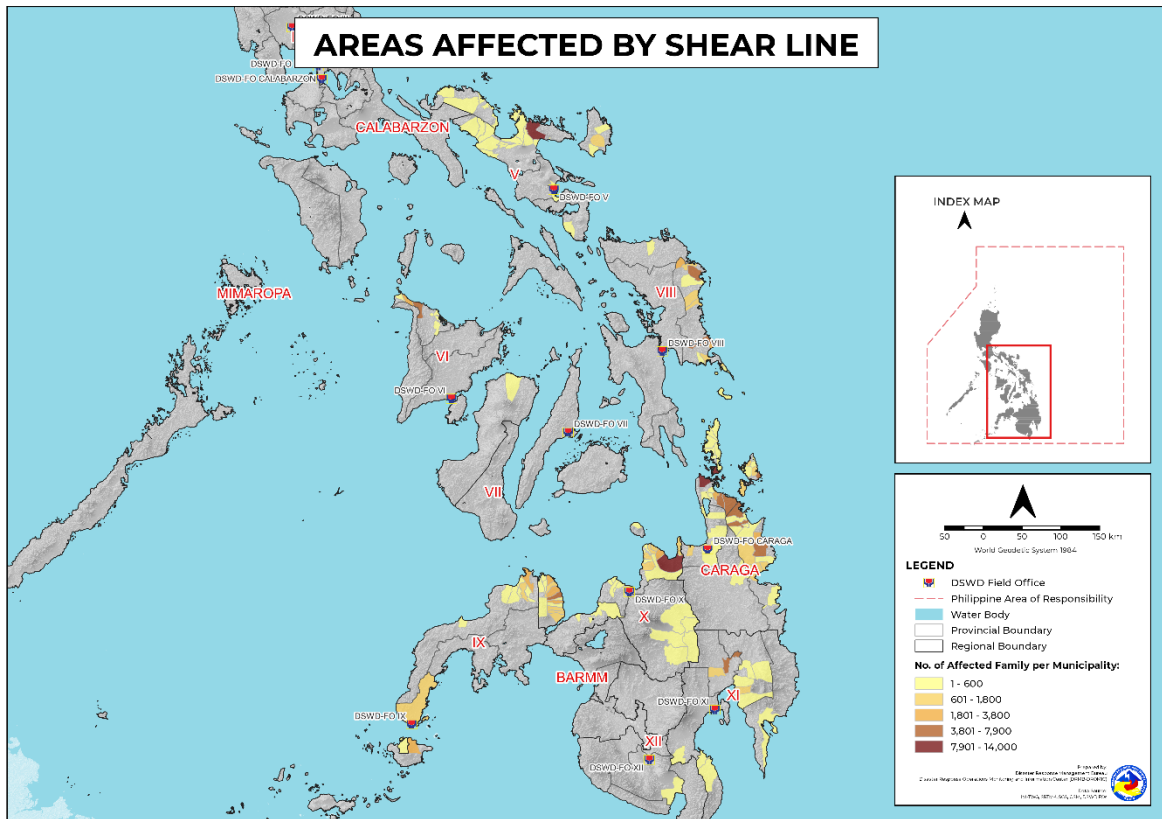 AREAS AFFECTED BY SHEAR LINE
DSWD-FO
DSWD-FO CALABARZON
CALABARZON
V
DSWD-FO V
MIMAROPA
VIII
DSWD-FO VIII
VI
DSWD-FO VI
DSWD-FO VII
VII
DSWD-FO CARAGA
CARAGA
DSWD-FO X
X
IX
BARMM
DSWD-FO IX
XI
DSWD-FO XI
XII
DSWD-FO XII
INDEX MAP
50 0 50 100 150 km
World Geodetic System 1984
LEGEND
DSWD Field Office
Philippine Area of Responsibility
Water Body
Provincial Boundary
Regional Boundary
No. of Affected Family per Municipality:
1 - 600
601 - 1,800
1,801 - 3,800
3,801 - 7,900
7,901 - 14,000
Prepared by:
Disaster Response Management Bureau
Data source: